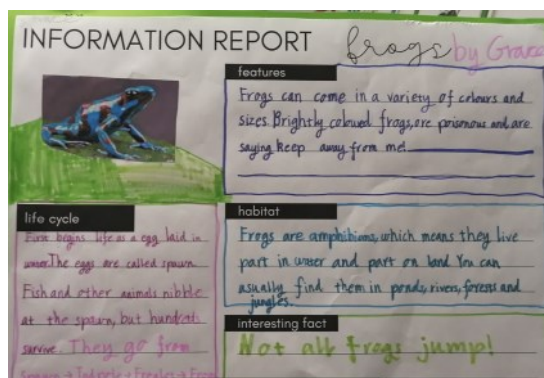 INFORMATION REPORT
frogs by Grace
features
Frogs can come in a variety of colours and
sizes. Brightly coloured frogs, are poisonous and, are
saying keep away from me!
life cycle
begins life as a egg laid in
water. The eggs are called spawn.
Fish and other animals nibble
at the spawn, but hundreds
survive. They go from
→ Tadpole → Froglet → Frog
habitat
Frogs are amphibians, which means they live
part in water and part on land. You can
asually find them in ponds, rivers, forests and
jungles.
interesting fact
Not all frogs jump!